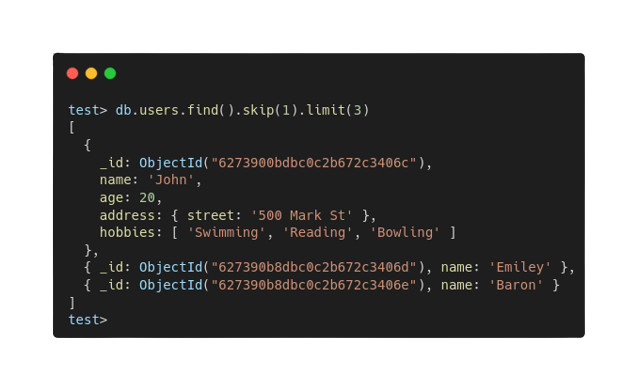 test> db.users.find().skip(1).limit(3)
[
  {
    _id: ObjectId("6273900bdbc0c2b672c3406c"),
    name: 'John',
    age: 20,
    address: { street: '500 Mark St' },
    hobbies: [ 'Swimming', 'Reading', 'Bowling' ]
  },
  { _id: ObjectId("627390b8dbc0c2b672c3406d"), name: 'Emiley' },
  { _id: ObjectId("627390b8dbc0c2b672c3406e"), name: 'Baron' }
]
test>